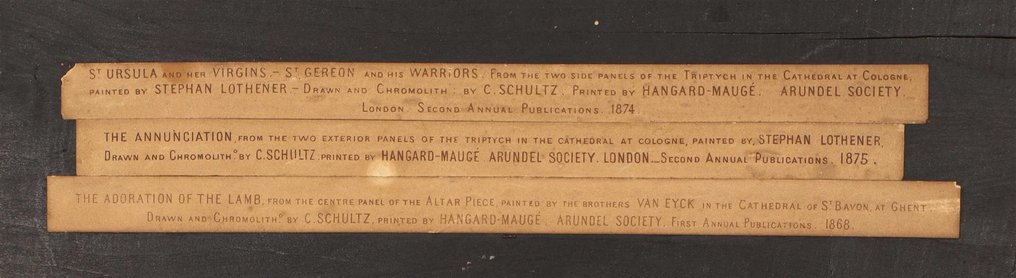 ST URSULA AND HER VIRGINS.– ST GEREON AND HIS WARRIORS. FROM THE TWO SIDE PANELS OF THE TRIPTYCH IN THE CATHEDRAL AT COLOGNE,
PAINTED BY STEPHAN LOTHENER.– DRAWN AND CHROMOLITH: BY C. SCHULTZ. PRINTED BY HANGARD-MAUGÉ. ARUNDEL SOCIETY.
LONDON. SECOND ANNUAL PUBLICATIONS. 1874.
THE ANNUNCIATION, FROM THE TWO EXTERIOR PANELS OF THE TRIPTYCH IN THE CATHEDRAL AT COLOGNE, PAINTED BY, STEPHAN LOTHENER,
DRAWN AND CHROMOLITH.D BY C. SCHULTZ. PRINTED BY HANGARD-MAUGÉ ARUNDEL SOCIETY. LONDON._SECOND ANNUAL PUBLICATIONS. 1875.
THE ADORATION OF THE LAMB, FROM THE CENTRE PANEL OF THE ALTAR PIECE, PAINTED BY THE BROTHERS VAN EYCK IN THE CATHEDRAL OF ST BAVON, AT GHENT.
DRAWN AND CHROMOLITH.D BY C. SCHULTZ, PRINTED BY HANGARD-MAUGÉ. ARUNDEL SOCIETY. FIRST ANNUAL PUBLICATIONS. 1868.